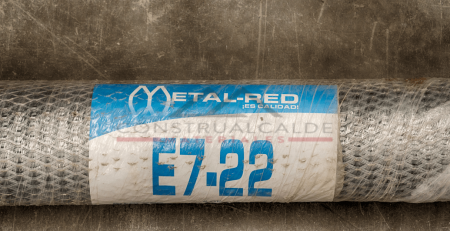 METAL-RED
¡ES CALIDAD!
CONSTRUALCALDE
E7-22